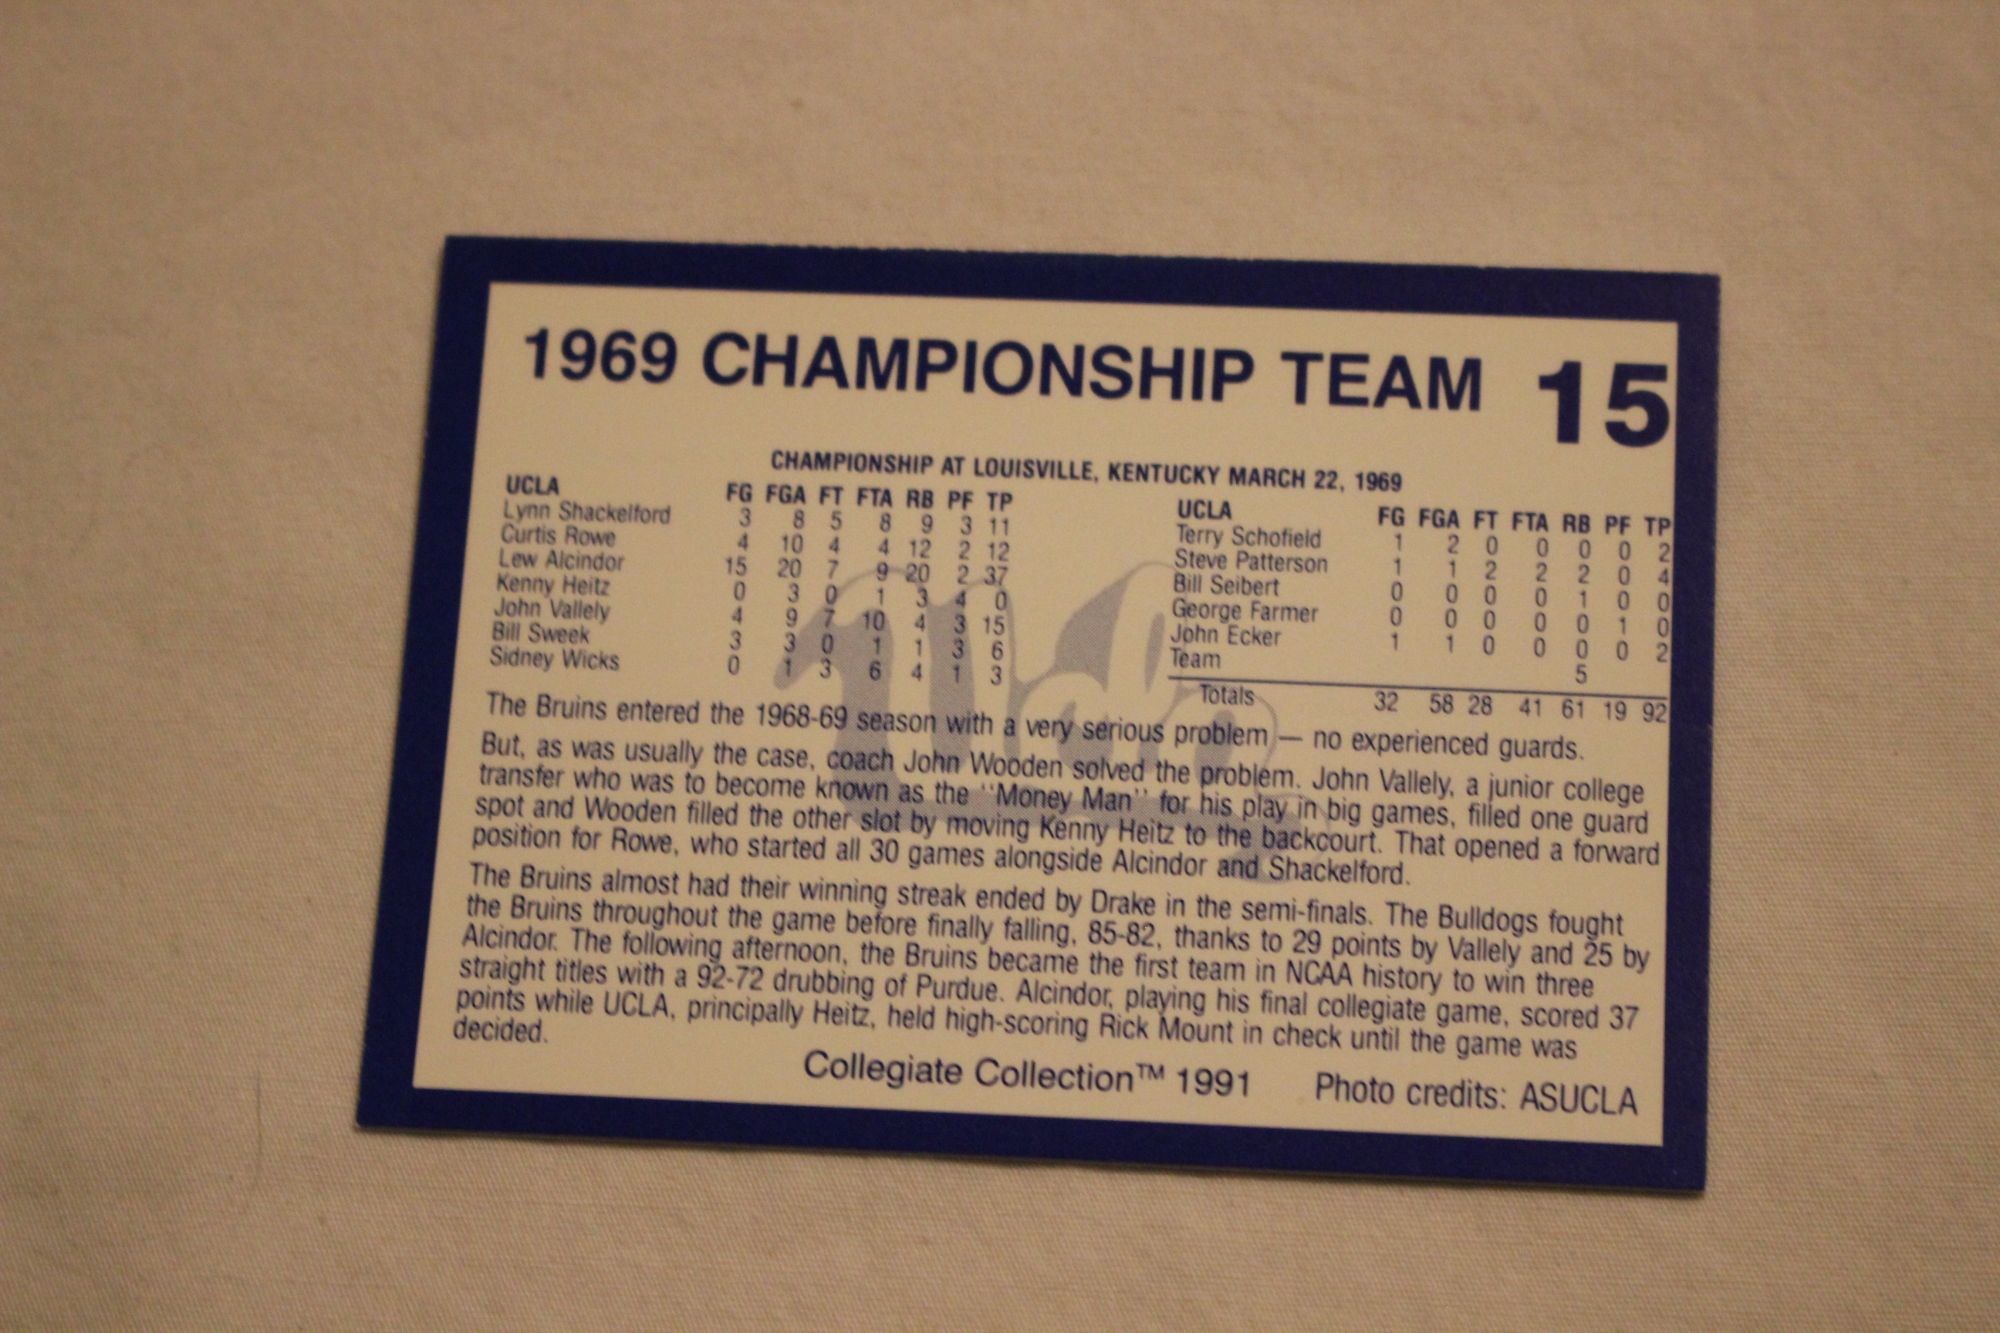 1969 CHAMPIONSHIP TEAM 15
CHAMPIONSHIP AT LOUISVILLE, KENTUCKY MARCH 22, 1969
UCLA FG FGA FT FTA RB PF TP
Lynn Shackelford 3 8 5 8 9 3 11
Curtis Rowe 4 10 4 4 12 2 12
Lew Alcindor 15 20 7 9 20 2 37
Kenny Heitz 0 3 0 1 3 4 0
John Vallely 4 9 7 10 4 3 15
Bill Sweek 3 3 0 1 1 3 6
Sidney Wicks 0 1 3 6 4 1 3
UCLA FG FGA FT FTA RB PF TP
Terry Schofield 1 2 0 0 0 0 2
Steve Patterson 1 1 2 2 2 0 4
Bill Seibert 0 0 0 0 1 0 0
George Farmer 0 0 0 0 0 1 0
John Ecker 1 1 0 0 0 0 2
Team 5
Totals 32 58 28 41 61 19 92
The Bruins entered the 1968-69 season with a very serious problem — no experienced guards.
But, as was usually the case, coach John Wooden solved the problem. John Vallely, a junior college
transfer who was to become known as the "Money Man" for his play in big games, filled one guard
spot and Wooden filled the other slot by moving Kenny Heitz to the backcourt. That opened a forward
position for Rowe, who started all 30 games alongside Alcindor and Shackelford.
The Bruins almost had their winning streak ended by Drake in the semi-finals. The Bulldogs fought
the Bruins throughout the game before finally falling, 85-82, thanks to 29 points by Vallely and 25 by
Alcindor. The following afternoon, the Bruins became the first team in NCAA history to win three
straight titles with a 92-72 drubbing of Purdue. Alcindor, playing his final collegiate game, scored 37
points while UCLA, principally Heitz, held high-scoring Rick Mount in check until the game was
decided.
Collegiate Collection™ 1991 Photo credits: ASUCLA